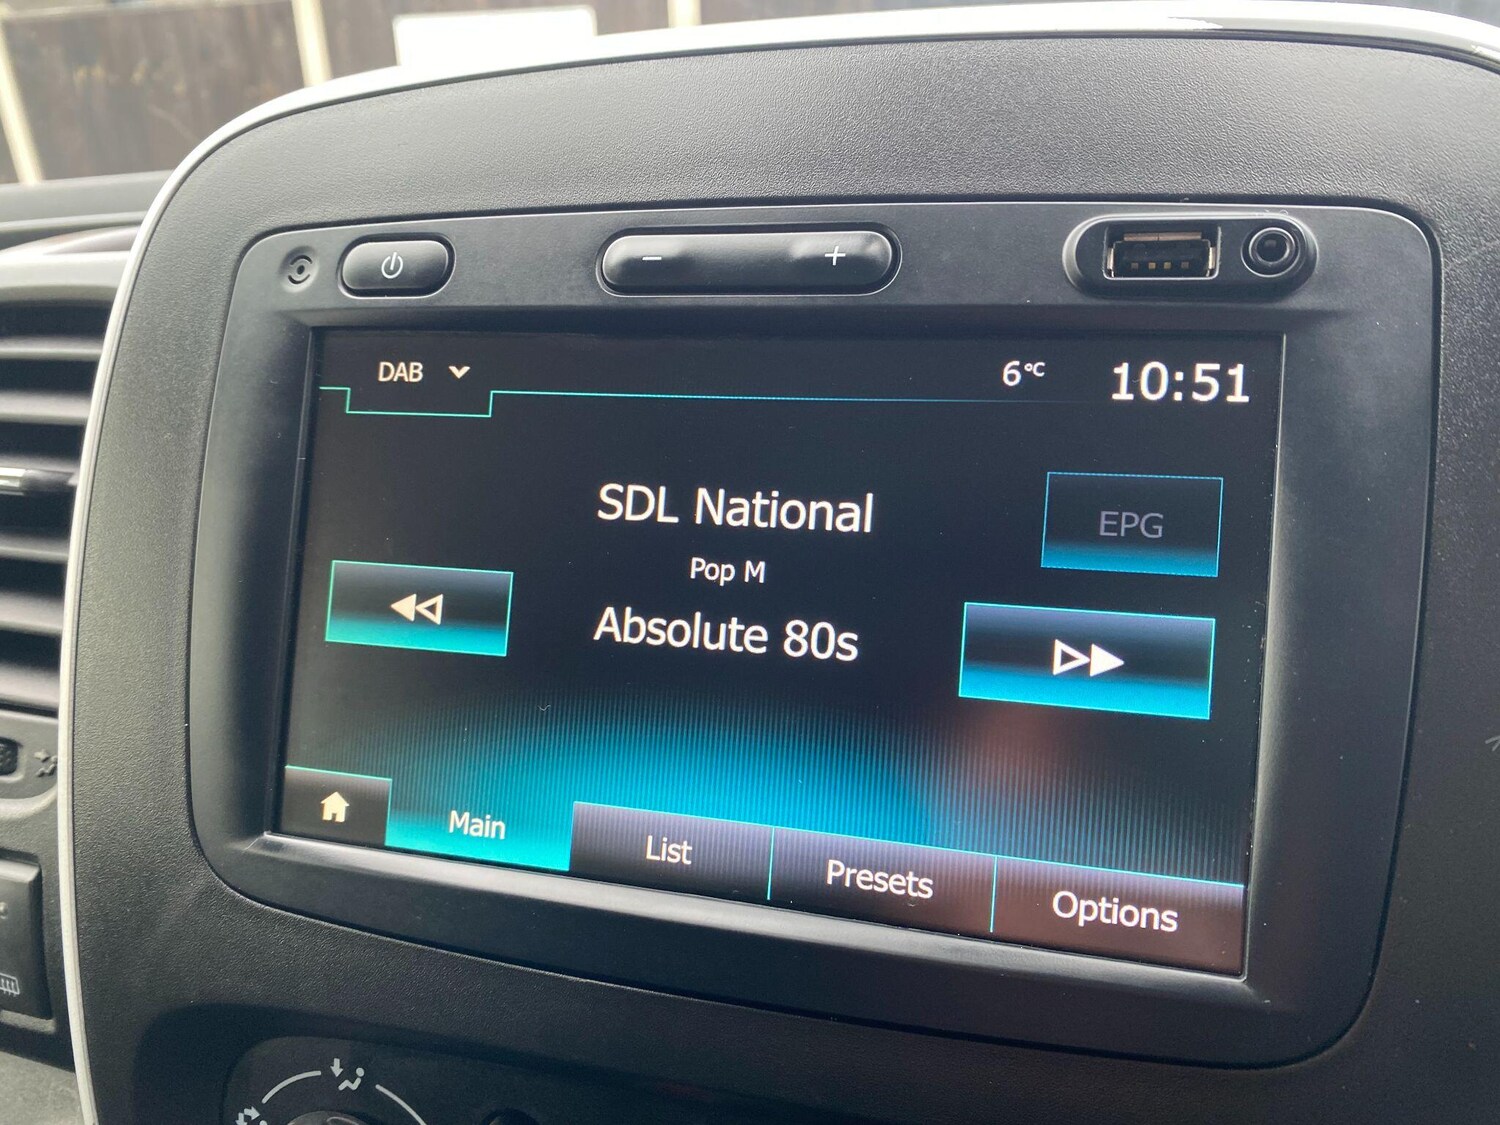 DAB
6°C
10:51
SDL National
EPG
Pop M
Absolute 80s
Main
List
Presets
Options